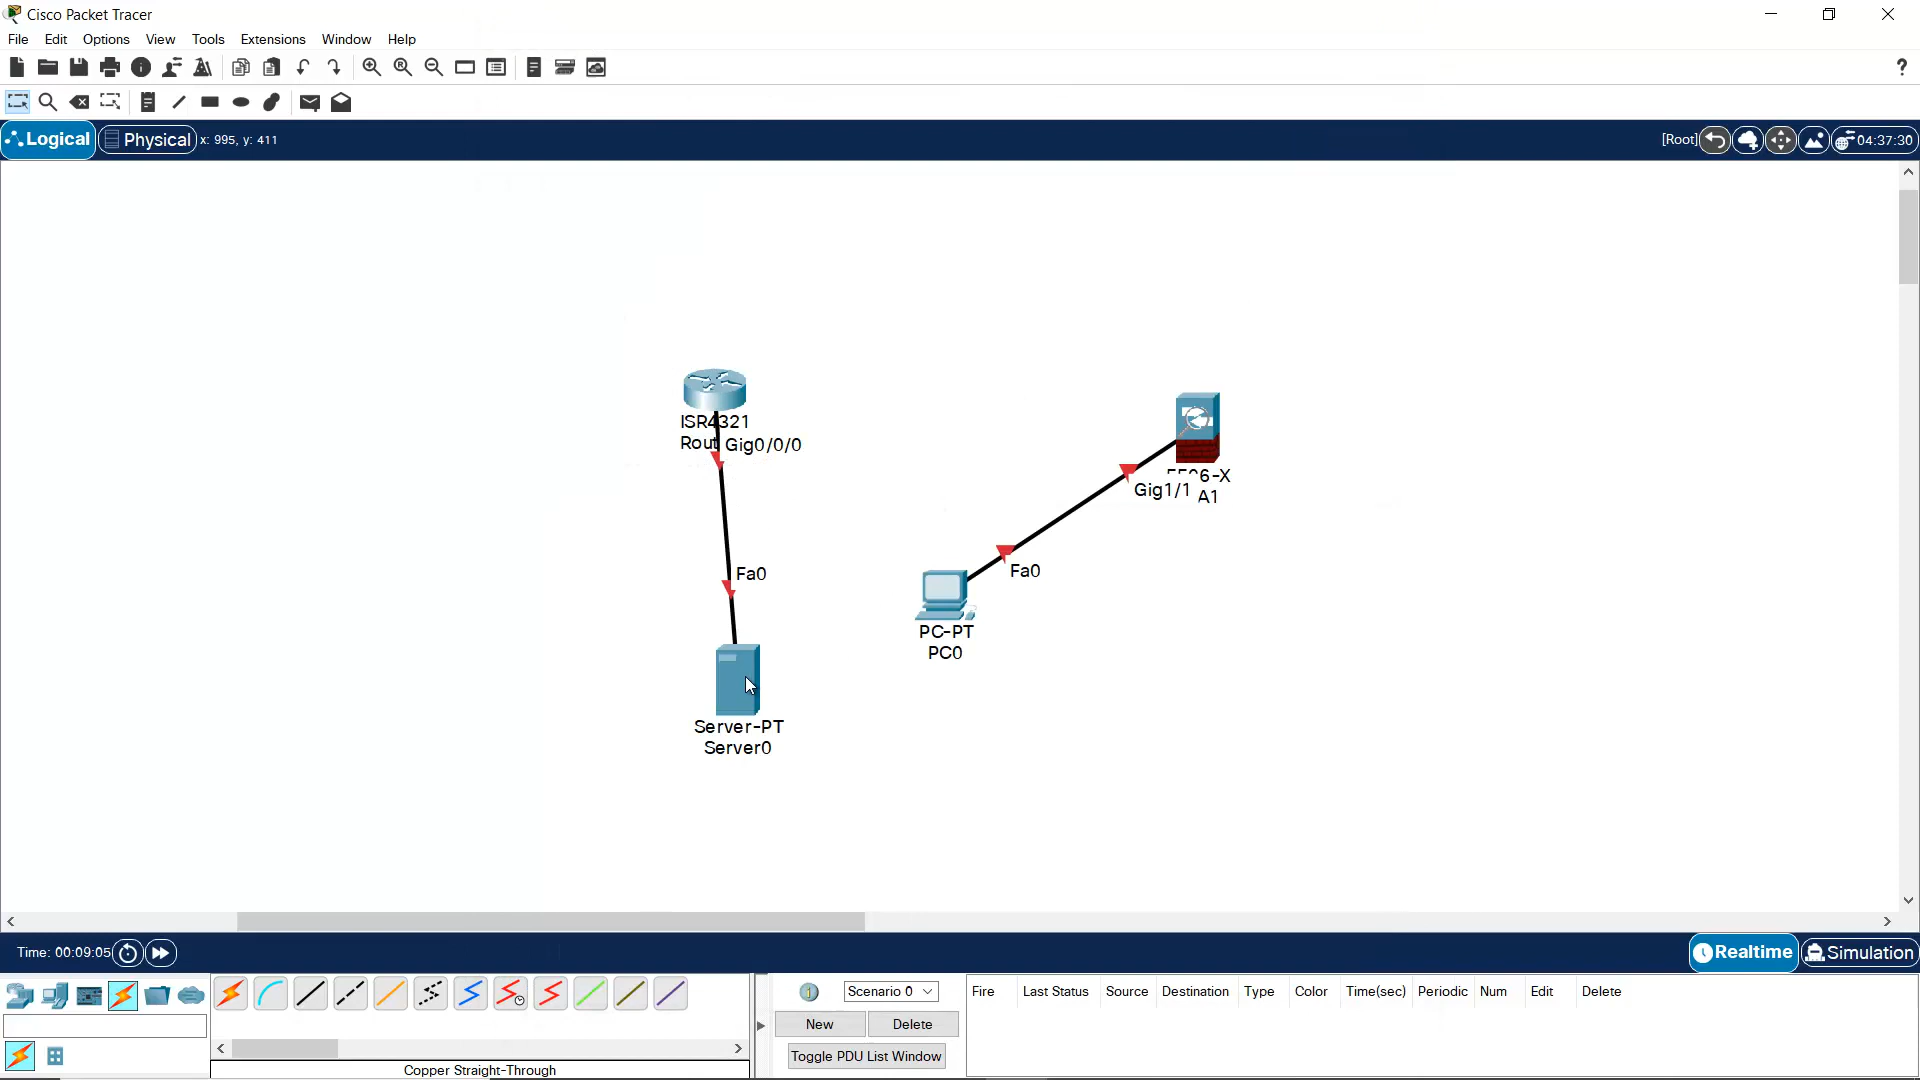 Cisco Packet Tracer
File Edit Options View Tools Extensions Window Help
?
Logical Physical x: 995, y: 411 [Root] 04:37:30
ISR4321
Rout Gig0/0/0
Fa0
Server-PT
Server0
6-X
Gig1/1 A1
Fa0
PC-PT
PC0
Time: 00:09:05 Realtime Simulation
Scenario 0
New Delete
Toggle PDU List Window
Fire Last Status Source Destination Type Color Time(sec) Periodic Num Edit Delete
Copper Straight-Through